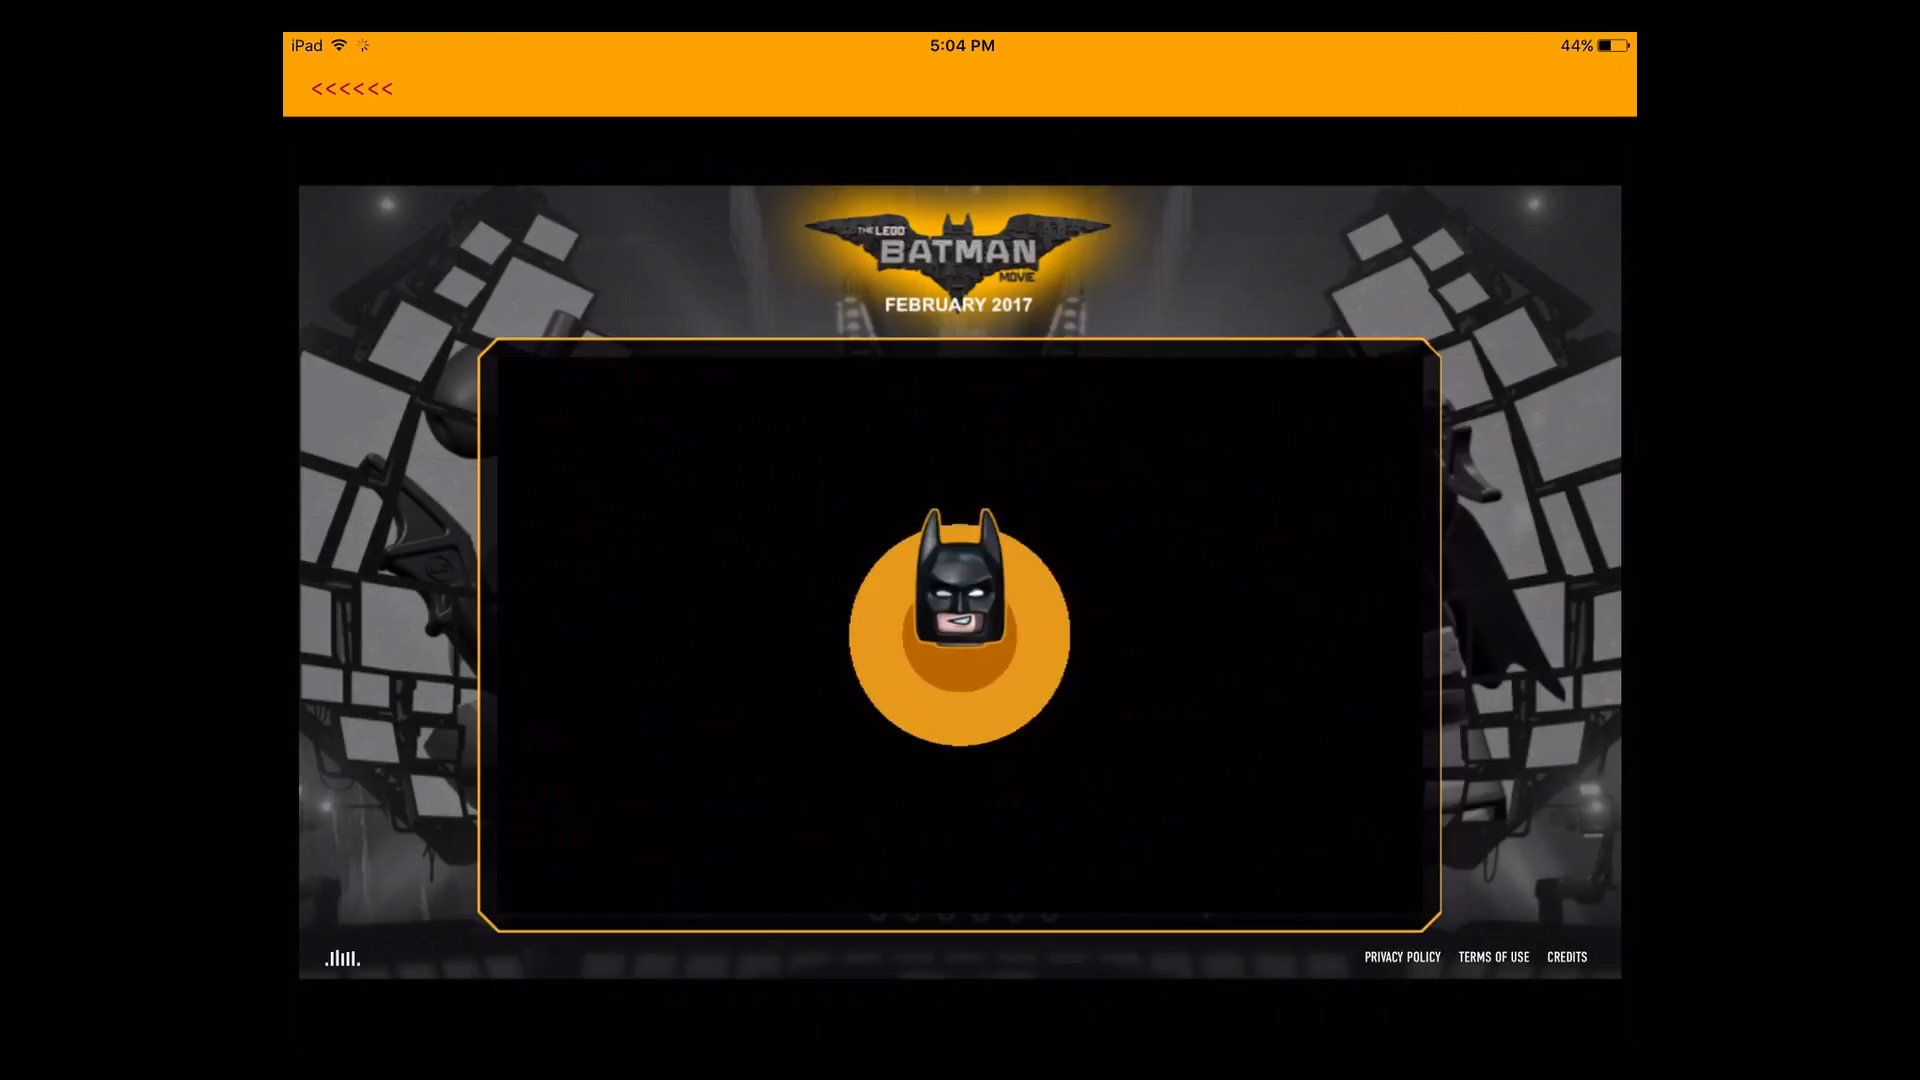 iPad 5:04 PM 44%
<<<<<<
THE LEGO
BATMAN
MOVIE
FEBRUARY 2017
PRIVACY POLICY TERMS OF USE CREDITS